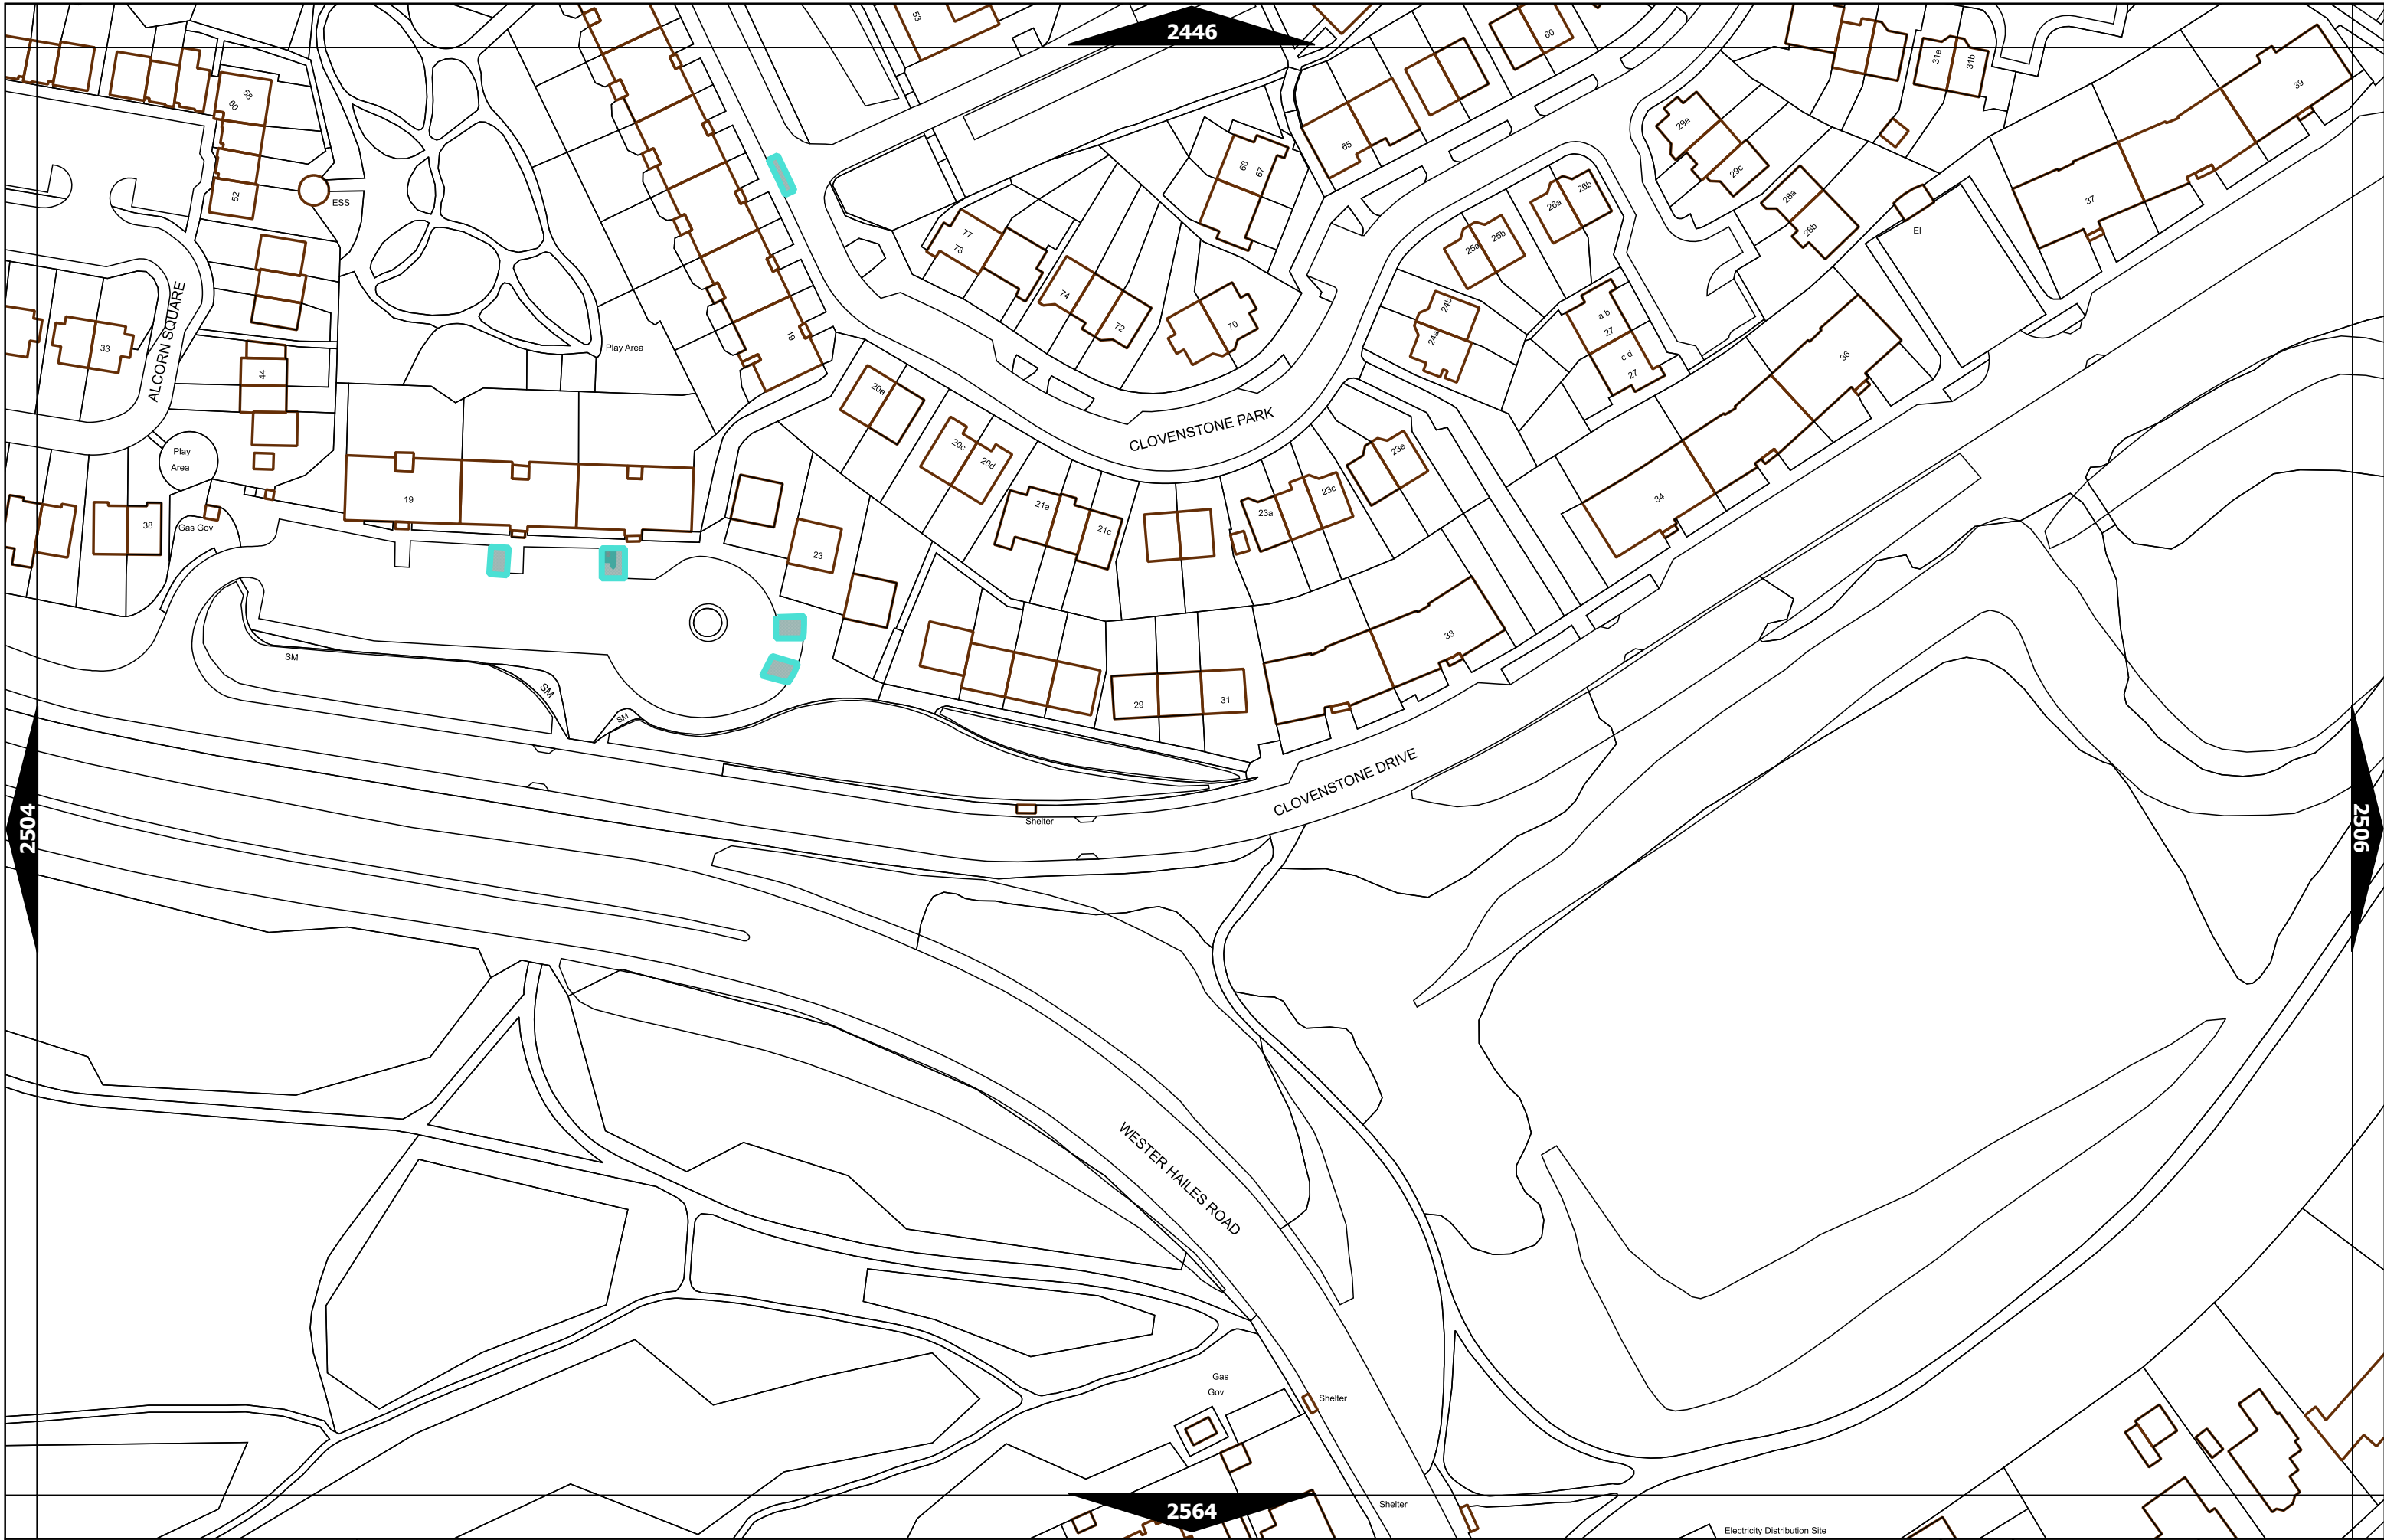 2446
53
60
31a
31b
39
58
60
29a
65
66
67
29c
52
ESS
26a
26b
28a
28b
37
77
78
25a
25b
El
ALCORN SQUARE
74
72
70
24b
24a
a b
27
c d
27
33
19
Play Area
36
44
20a
CLOVENSTONE PARK
20c
20d
23e
Play
Area
19
21a
21c
23a
23c
34
38
Gas Gov
23
33
SM
SM
SM
29
31
CLOVENSTONE DRIVE
2504
Shelter
2506
WESTER HAILES ROAD
Gas
Gov
Shelter
Shelter
2564
Electricity Distribution Site